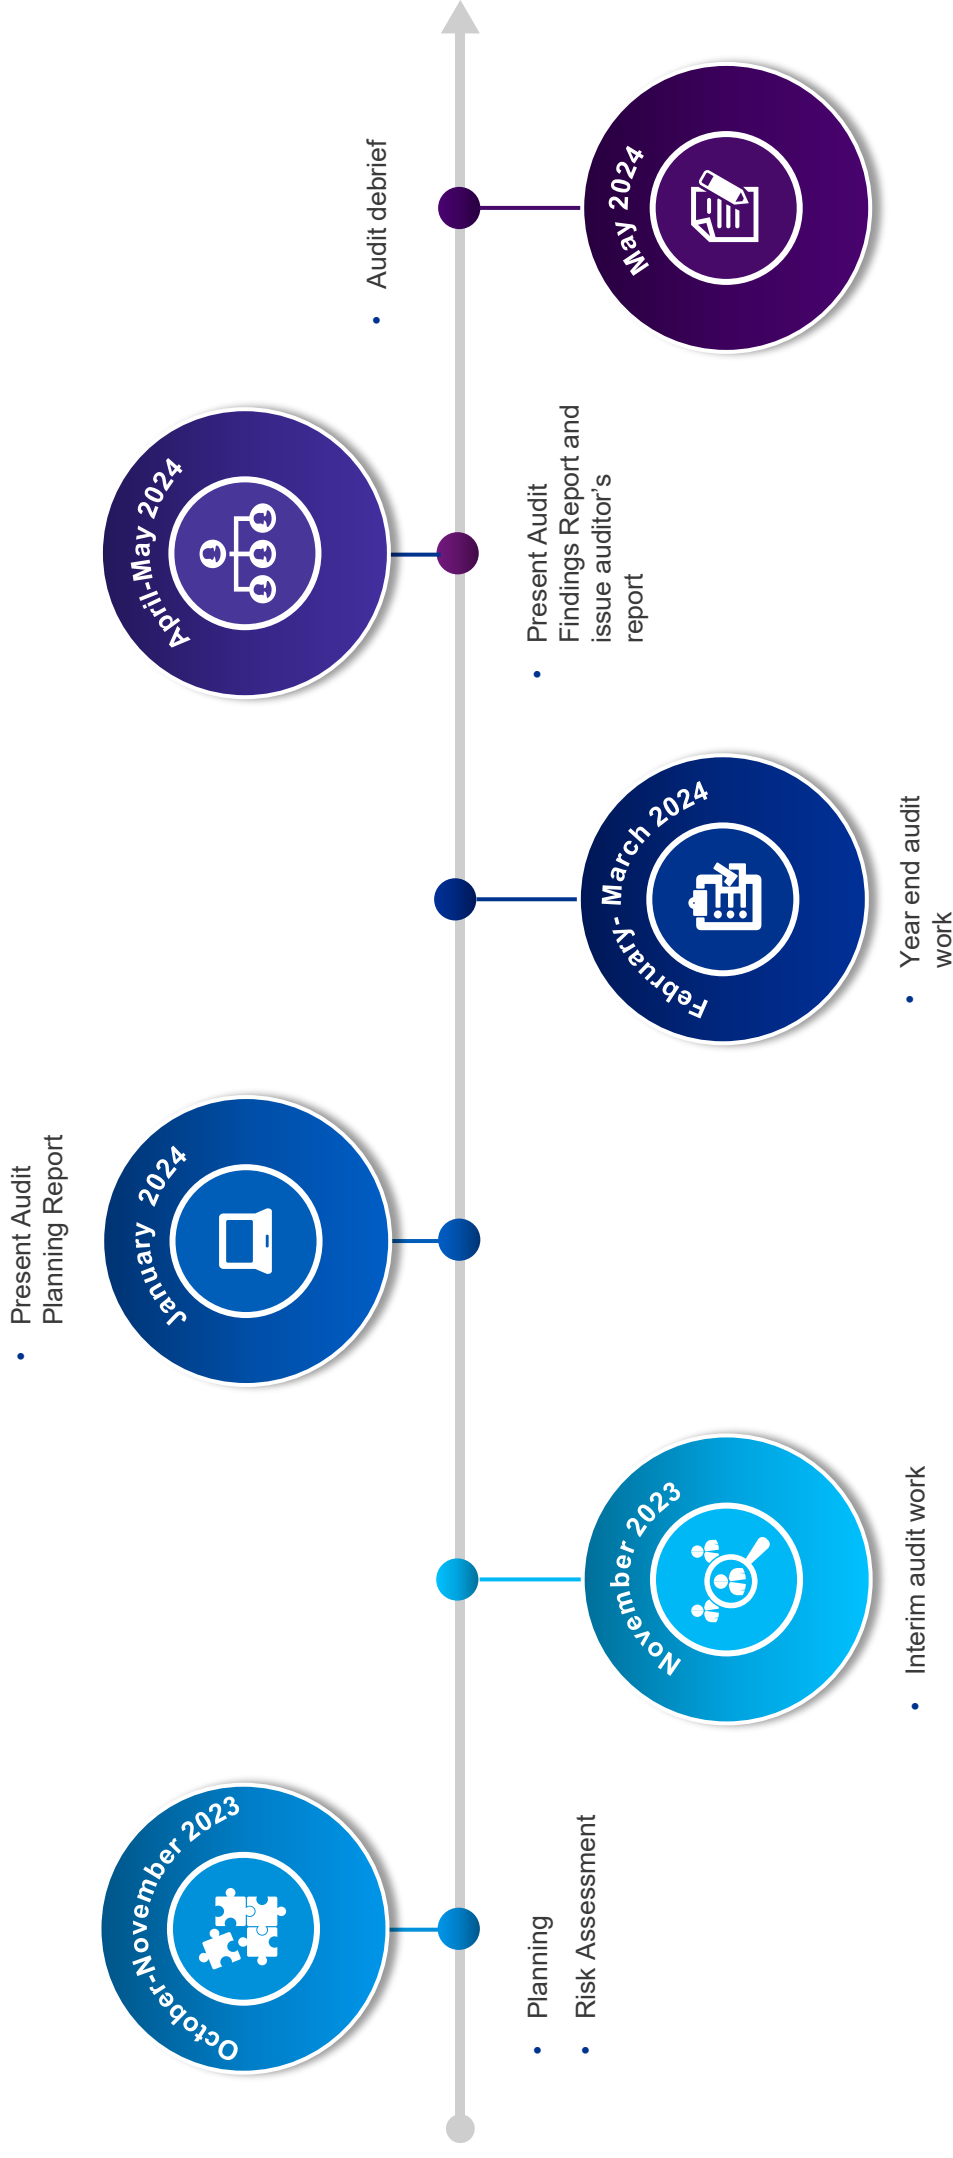 October-November 2023
• Planning
• Risk Assessment
November 2023
• Interim audit work
• Present Audit
Planning Report
January 2024
February- March 2024
• Year end audit
work
April-May 2024
• Present Audit
Findings Report and
issue auditor’s
report
• Audit debrief
May 2024